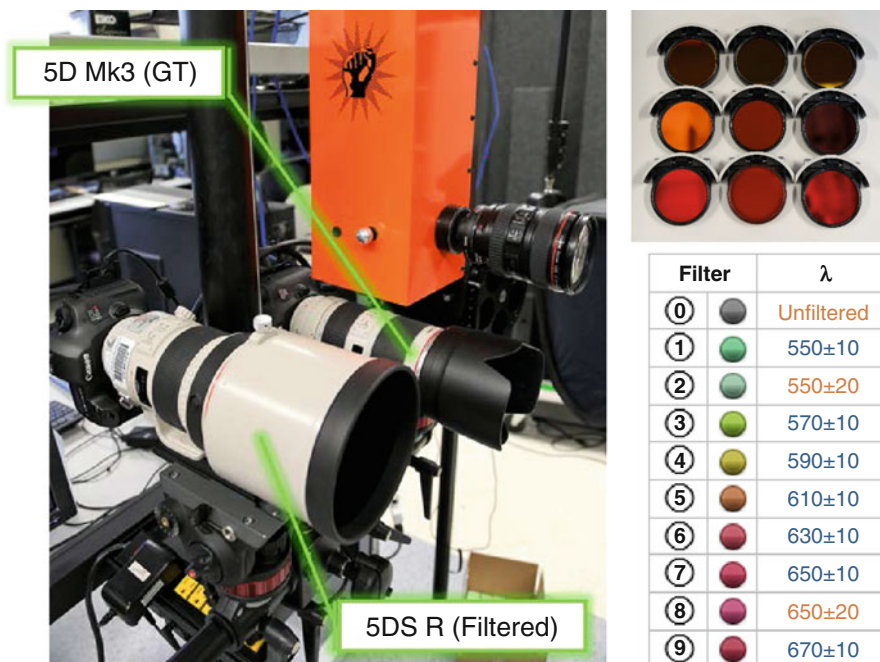 EIKO
5D Mk3 (GT)
Canon
5DS R (Filtered)
Filter λ
0 Unfiltered
1 550±10
2 550±20
3 570±10
4 590±10
5 610±10
6 630±10
7 650±10
8 650±20
9 670±10